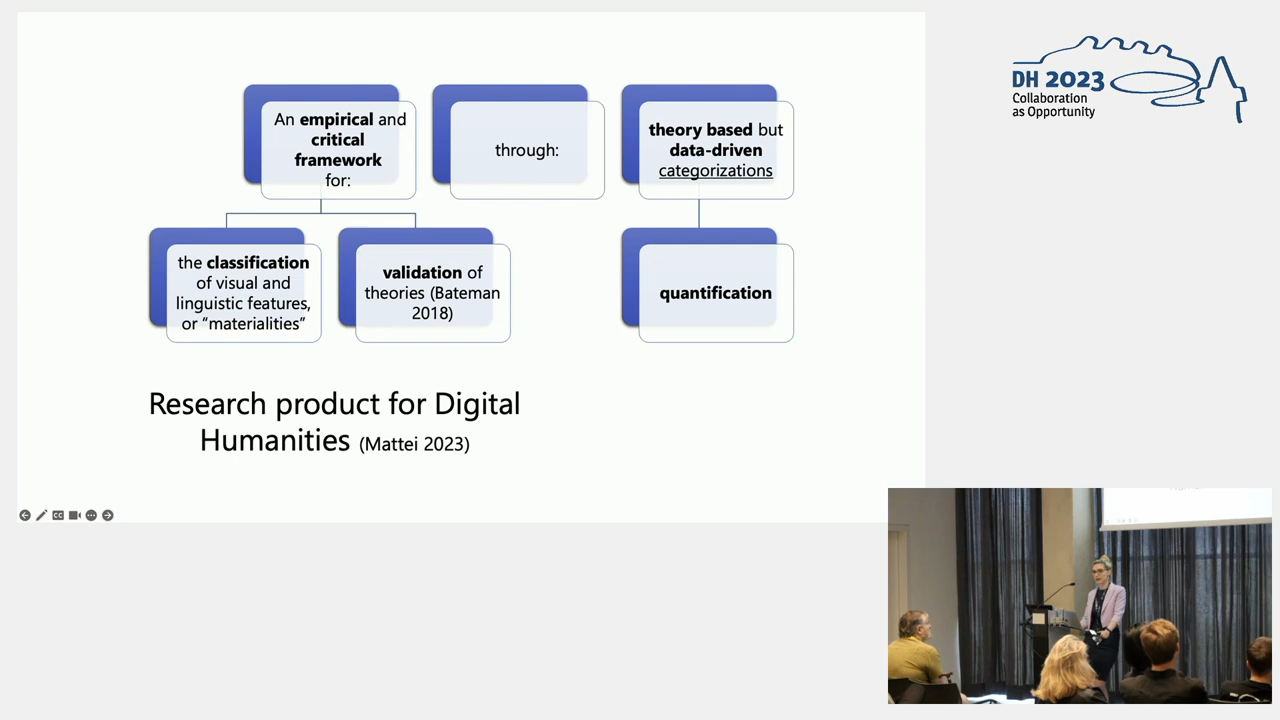 An empirical and
critical
framework
for:
through:
theory based but
data-driven
categorizations
the classification
of visual and
linguistic features,
or “materialities”
validation of
theories (Bateman
2018)
quantification
Research product for Digital
Humanities (Mattei 2023)
DH 2023
Collaboration
as Opportunity
CC